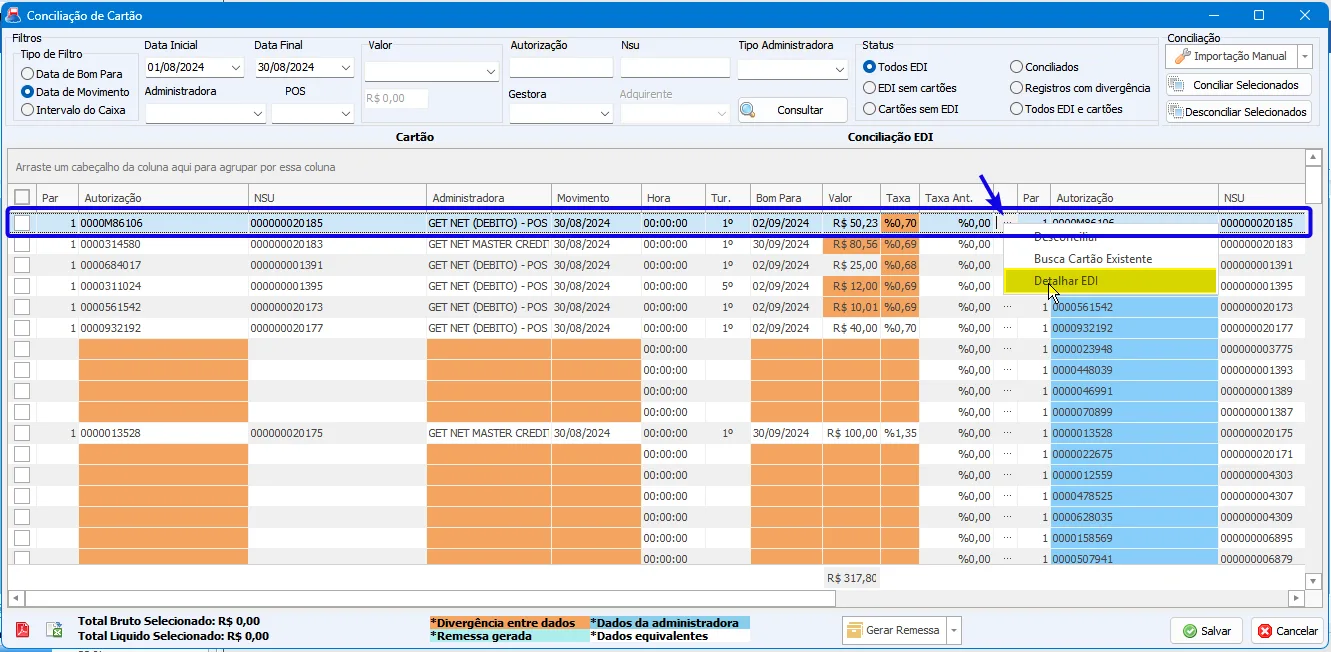 Conciliação de Cartão
Filtros
Tipo de Filtro
Data de Bom Para
Data de Movimento
Intervalo do Caixa
Data Inicial
01/08/2024
Data Final
30/08/2024
Administradora
POS
Valor
R$ 0,00
Autorização
Nsu
Gestora
Adquirente
Tipo Administradora
Consultar
Status
Todos EDI
EDI sem cartões
Cartões sem EDI
Conciliados
Registros com divergência
Todos EDI e cartões
Conciliação
Importação Manual
Conciliar Selecionados
Desconciliar Selecionados
Cartão Conciliação EDI
Arraste um cabeçalho da coluna aqui para agrupar por essa coluna
Par Autorização NSU Administradora Movimento Hora Tur. Bom Para Valor Taxa Taxa Ant. Par Autorização NSU
1 0000M86106 000000020185 GET NET (DEBITO) - POS 30/08/2024 00:00:00 1º 02/09/2024 R$ 50,23 %0,70 %0,00 ... 1 0000M86106 000000020185
1 0000314580 000000020183 GET NET MASTER CREDIT 30/08/2024 00:00:00 1º 30/09/2024 R$ 80,56 %0,69 %0,00 000000020183
1 0000684017 000000001391 GET NET (DEBITO) - POS 30/08/2024 00:00:00 1º 02/09/2024 R$ 25,00 %0,68 %0,00 000000001391
1 0000311024 000000001395 GET NET (DEBITO) - POS 30/08/2024 00:00:00 5º 02/09/2024 R$ 12,00 %0,69 %0,00 000000001395
1 0000561542 000000020173 GET NET (DEBITO) - POS 30/08/2024 00:00:00 1º 02/09/2024 R$ 10,01 %0,69 %0,00 ... 1 0000561542 000000020173
1 0000932192 000000020177 GET NET (DEBITO) - POS 30/08/2024 00:00:00 1º 02/09/2024 R$ 40,00 %0,70 %0,00 ... 1 0000932192 000000020177
00:00:00 %0,00 ... 1 0000023948 000000003775
00:00:00 %0,00 ... 1 0000448039 000000001393
00:00:00 %0,00 ... 1 0000046991 000000001389
00:00:00 %0,00 ... 1 0000070899 000000001387
1 0000013528 000000020175 GET NET MASTER CREDIT 30/08/2024 00:00:00 1º 30/09/2024 R$ 100,00 %1,35 %0,00 ... 1 0000013528 000000020175
00:00:00 %0,00 ... 1 0000022675 000000020171
00:00:00 %0,00 ... 1 0000012559 000000004303
00:00:00 %0,00 ... 1 0000478525 000000004307
00:00:00 %0,00 ... 1 0000628035 000000004309
00:00:00 %0,00 ... 1 0000158569 000000006895
00:00:00 %0,00 ... 1 0000507941 000000006879
Desconciliar
Busca Cartão Existente
Detalhar EDI
R$ 317,80
Total Bruto Selecionado: R$ 0,00
Total Liquido Selecionado: R$ 0,00
*Divergência entre dados *Dados da administradora
*Remessa gerada *Dados equivalentes
Gerar Remessa
Salvar
Cancelar